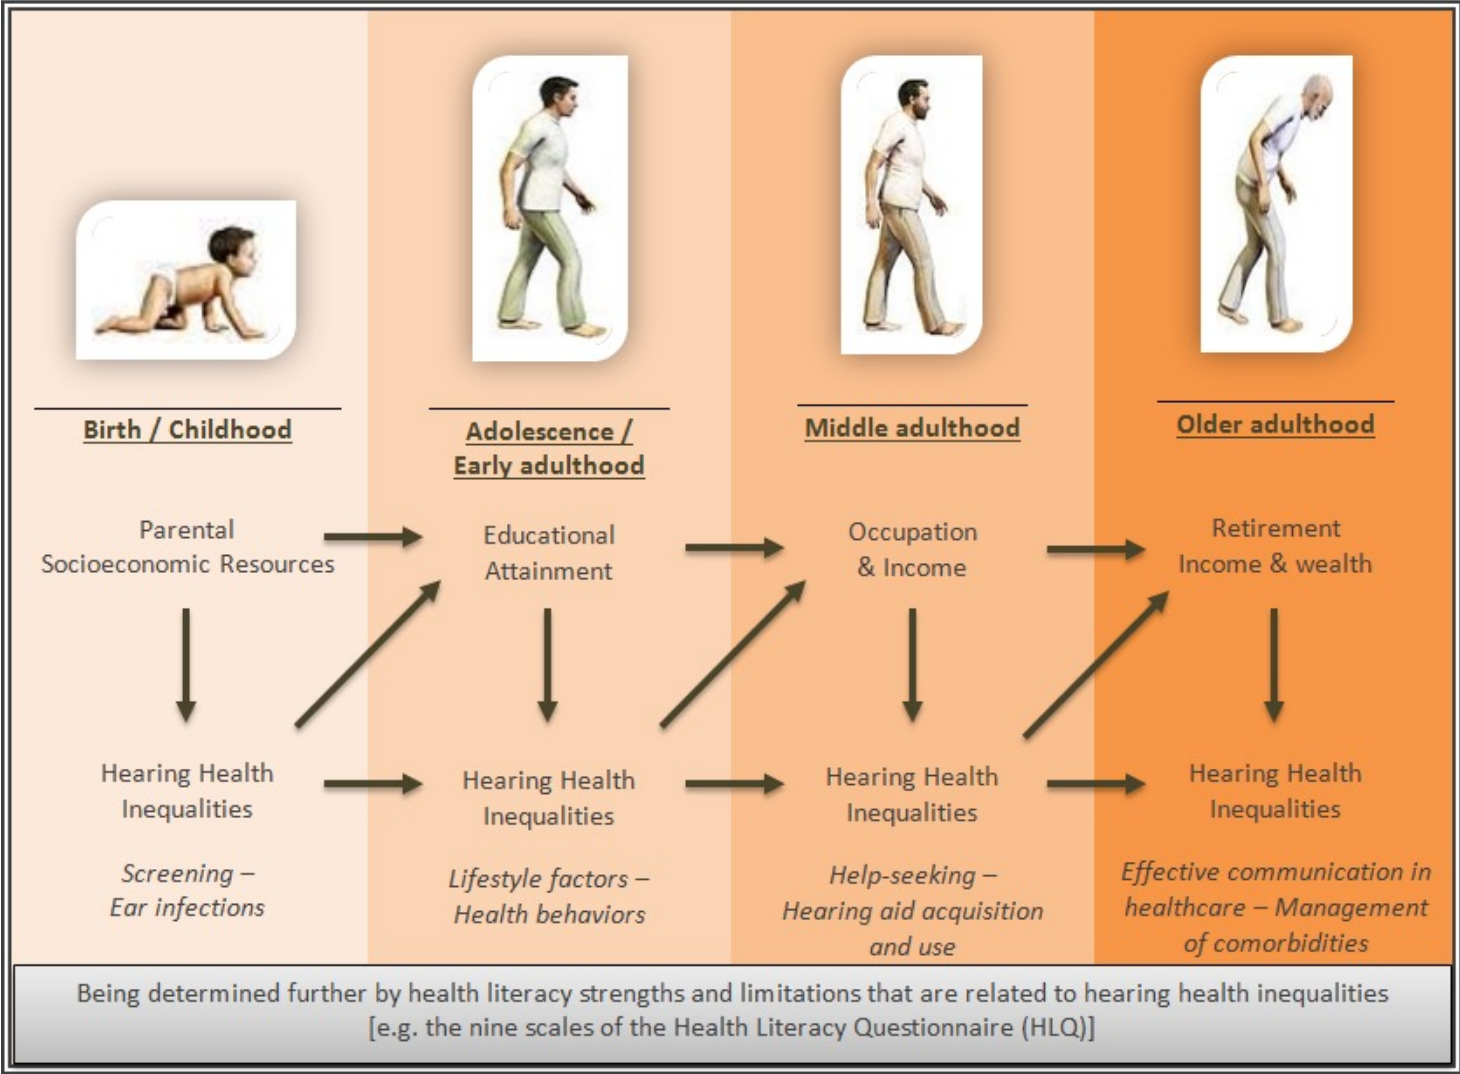 Birth / Childhood
Adolescence /
Early adulthood
Middle adulthood
Older adulthood
Parental
Socioeconomic Resources
Educational
Attainment
Occupation
& Income
Retirement
Income & wealth
Hearing Health
Inequalities
Hearing Health
Inequalities
Hearing Health
Inequalities
Hearing Health
Inequalities
Screening –
Ear infections
Lifestyle factors –
Health behaviors
Help-seeking –
Hearing aid acquisition
and use
Effective communication in
healthcare – Management
of comorbidities
Being determined further by health literacy strengths and limitations that are related to hearing health inequalities
[e.g. the nine scales of the Health Literacy Questionnaire (HLQ)]